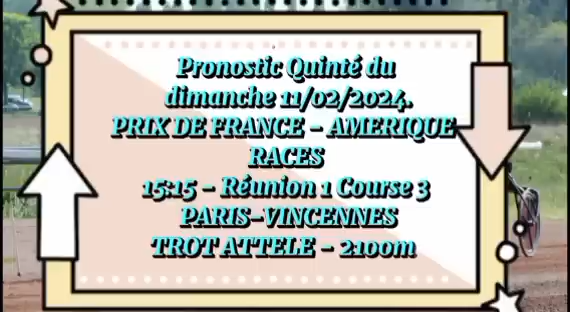 Pronostic Quinté du
dimanche 11/02/2024.
PRIX DE FRANCE - AMERIQUE
RACES
15:15 - Réunion 1 Course 3
PARIS-VINCENNES
TROT ATTELE - 2100m